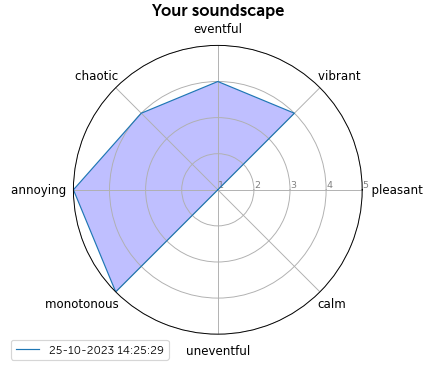 Your soundscape
eventful
chaotic
vibrant
annoying
1
2
3
4
5
pleasant
monotonous
calm
uneventful
25-10-2023 14:25:29